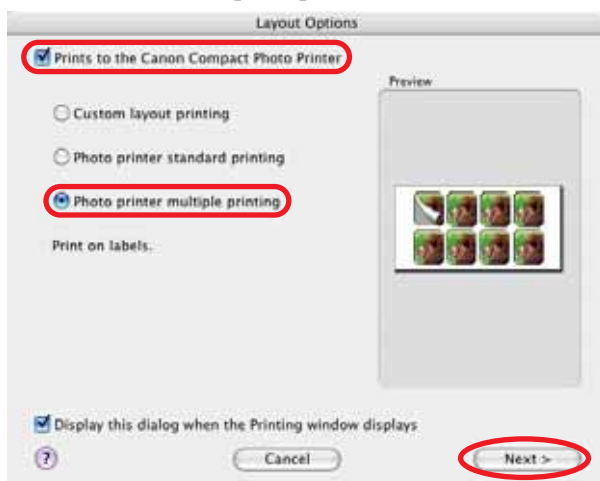 Layout Options
Prints to the Canon Compact Photo Printer
Preview
Custom layout printing
Photo printer standard printing
Photo printer multiple printing
Print on labels.
Display this dialog when the Printing window displays
? Cancel Next >